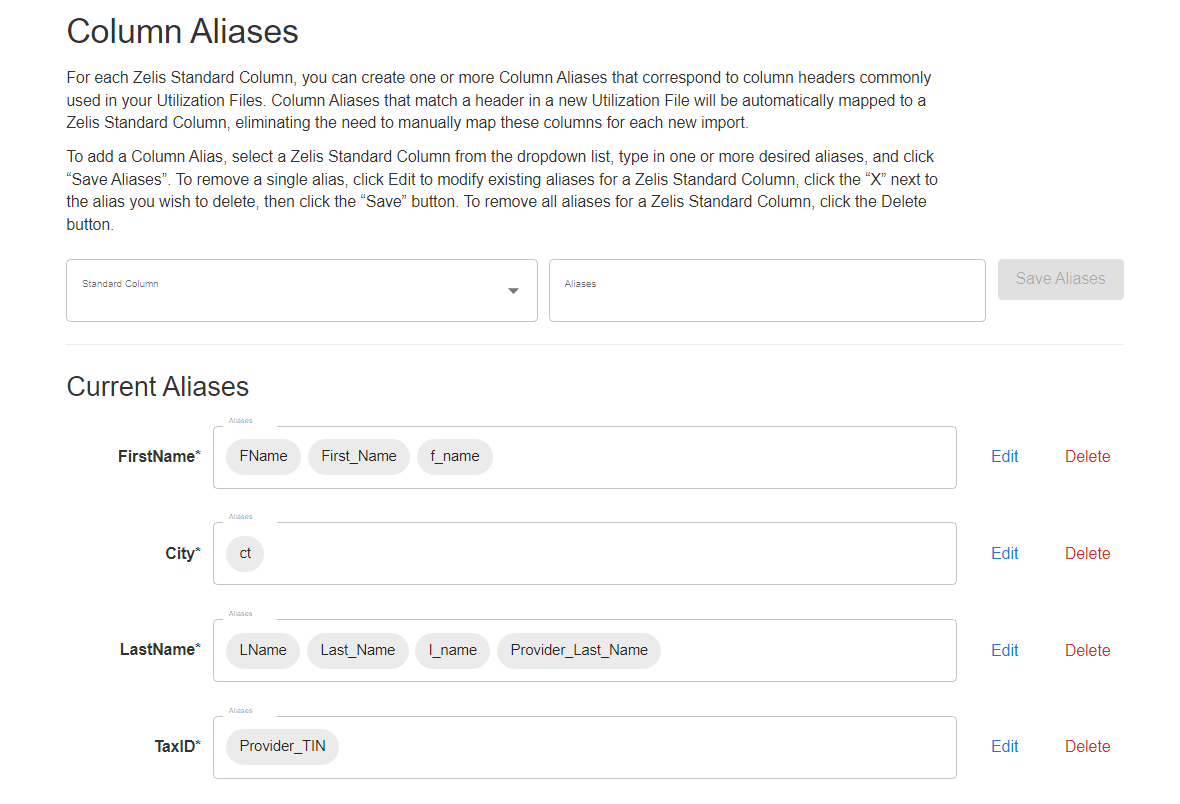 Column Aliases
For each Zelis Standard Column, you can create one or more Column Aliases that correspond to column headers commonly
used in your Utilization Files. Column Aliases that match a header in a new Utilization File will be automatically mapped to a
Zelis Standard Column, eliminating the need to manually map these columns for each new import.
To add a Column Alias, select a Zelis Standard Column from the dropdown list, type in one or more desired aliases, and click
“Save Aliases”. To remove a single alias, click Edit to modify existing aliases for a Zelis Standard Column, click the “X” next to
the alias you wish to delete, then click the “Save” button. To remove all aliases for a Zelis Standard Column, click the Delete
button.
Standard Column Aliases Save Aliases
Current Aliases
Aliases
FirstName* FName First_Name f_name Edit Delete
Aliases
City* ct Edit Delete
Aliases
LastName* LName Last_Name l_name Provider_Last_Name Edit Delete
Aliases
TaxID* Provider_TIN Edit Delete